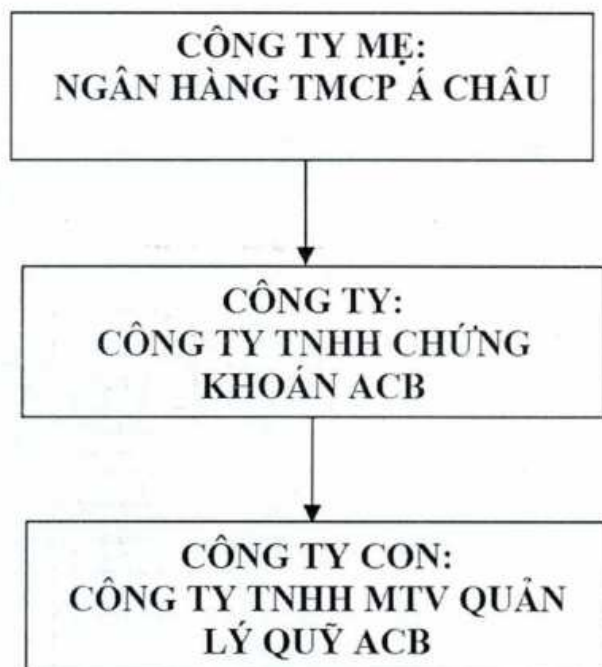 CÔNG TY MẸ:
NGÂN HÀNG TMCP Á CHÂU
CÔNG TY:
CÔNG TY TNHH CHỨNG
KHOÁN ACB
CÔNG TY CON:
CÔNG TY TNHH MTV QUẢN
LÝ QUỸ ACB